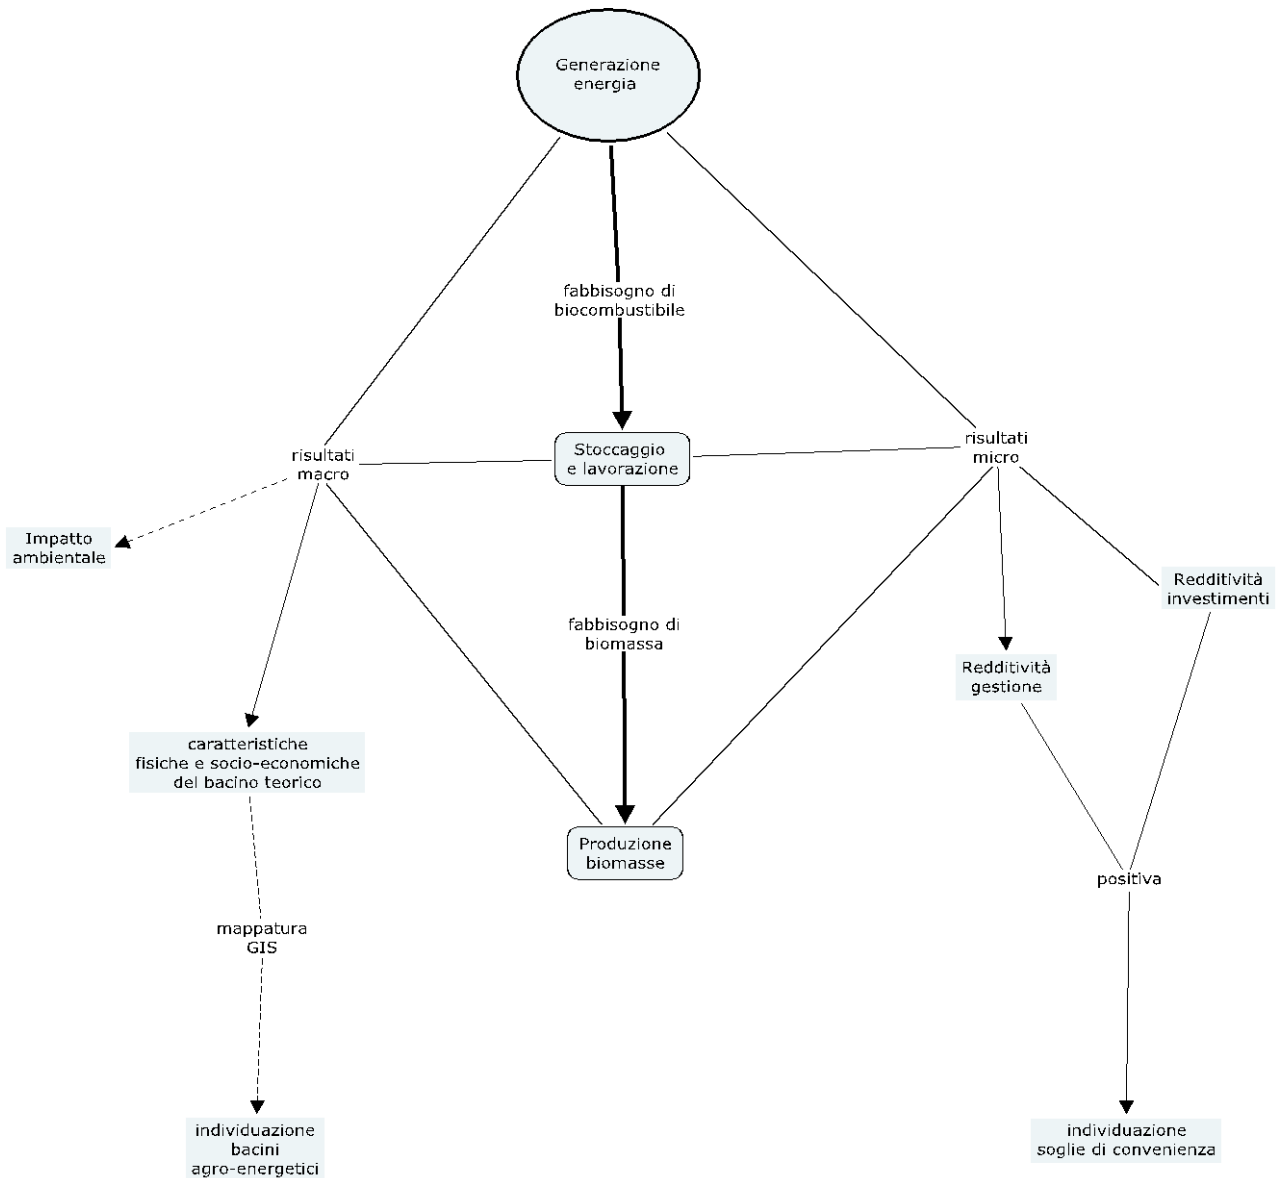 Generazione
energia
fabbisogno di
biocombustibile
risultati
macro
Stoccaggio
e lavorazione
risultati
micro
Impatto
ambientale
Redditività
investimenti
fabbisogno di
biomassa
Redditività
gestione
caratteristiche
fisiche e socio-economiche
del bacino teorico
Produzione
biomasse
positiva
mappatura
GIS
individuazione
bacini
agro-energetici
individuazione
soglie di convenienza